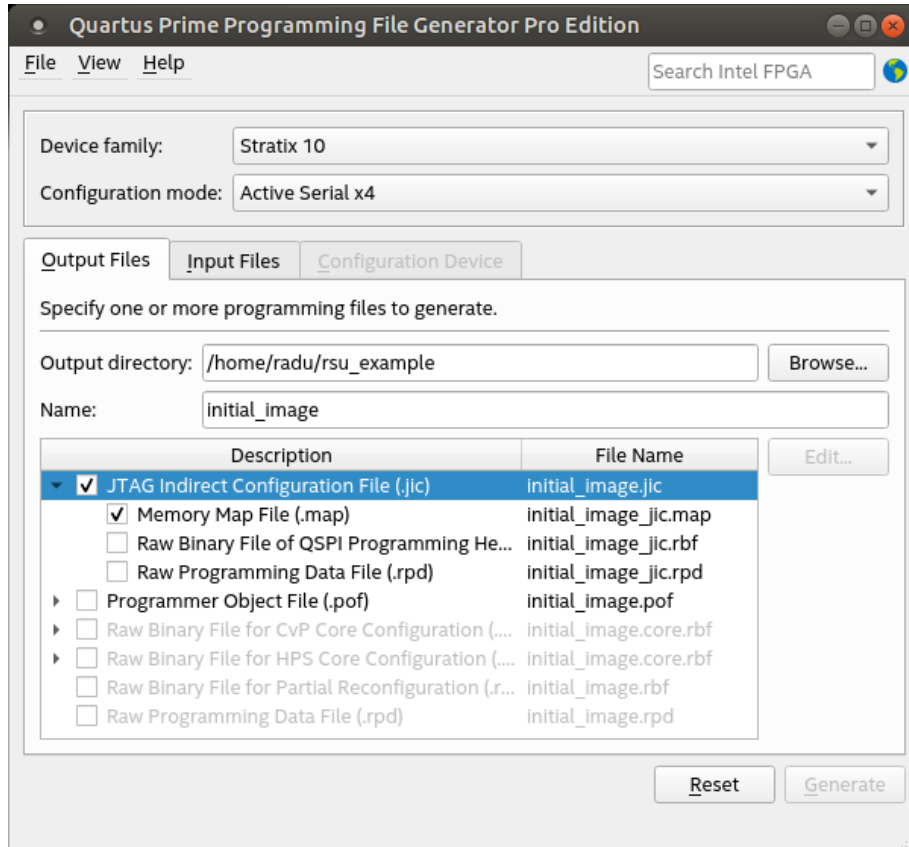 Quartus Prime Programming File Generator Pro Edition
File View Help
Search Intel FPGA
Device family: Stratix 10
Configuration mode: Active Serial x4
Output Files Input Files Configuration Device
Specify one or more programming files to generate.
Output directory: /home/radu/rsu_example Browse...
Name: initial_image
Description File Name Edit...
JTAG Indirect Configuration File (.jic) initial_image.jic
Memory Map File (.map) initial_image_jic.map
Raw Binary File of QSPI Programming He... initial_image_jic.rbf
Raw Programming Data File (.rpd) initial_image_jic.rpd
Programmer Object File (.pof) initial_image.pof
Raw Binary File for CvP Core Configuration (.... initial_image.core.rbf
Raw Binary File for HPS Core Configuration (.... initial_image.core.rbf
Raw Binary File for Partial Reconfiguration (.r... initial_image.rbf
Raw Programming Data File (.rpd) initial_image.rpd
Reset Generate